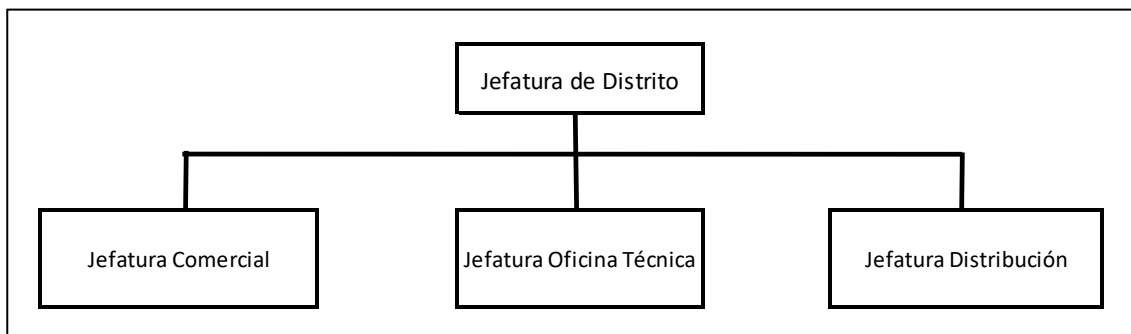 Jefatura de Distrito
Jefatura Comercial
Jefatura Oficina Técnica
Jefatura Distribución